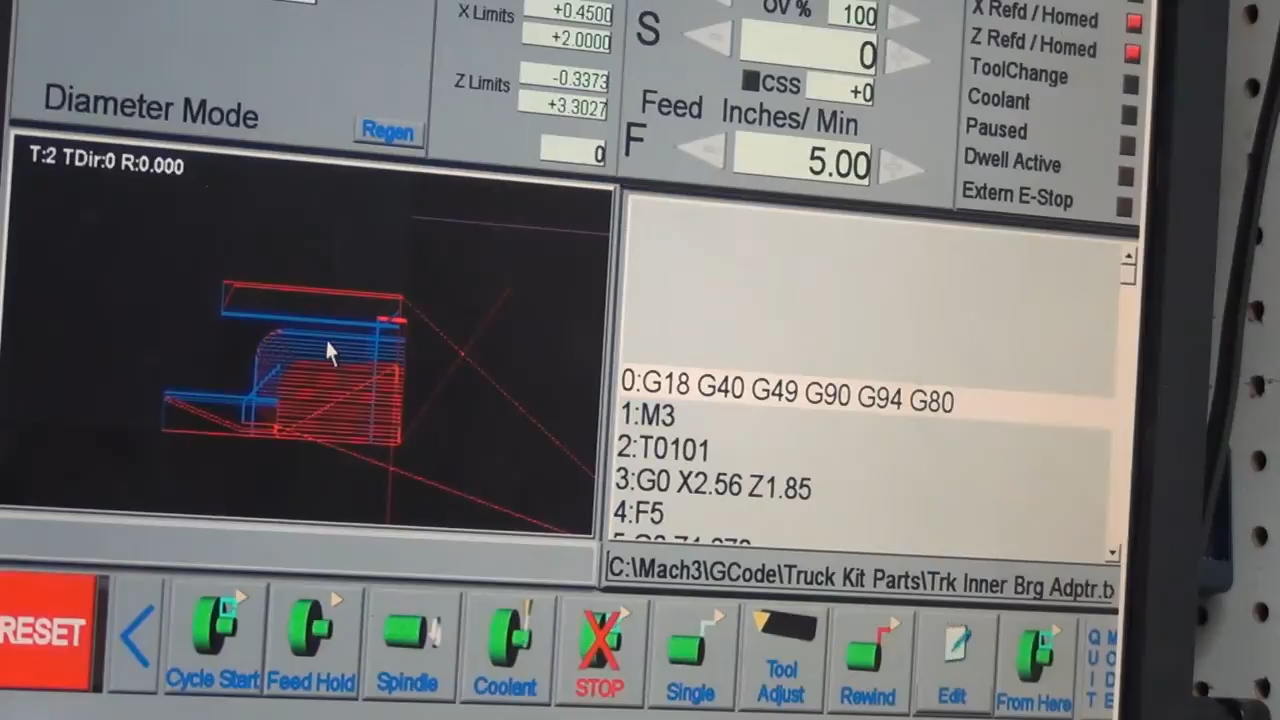 X Limits
+0.4500
+2.0000
Z Limits
-0.3373
+3.3027
0
Diameter Mode
Regen
S
OV %
100
0
CSS
+0
Feed Inches/ Min
F
5.00
X Refd / Homed
Z Refd / Homed
ToolChange
Coolant
Paused
Dwell Active
Extern E-Stop
T:2 TDir:0 R:0.000
0:G18 G40 G49 G90 G94 G80
1:M3
2:T0101
3:G0 X2.56 Z1.85
4:F5
C:\Mach3\GCode\Truck Kit Parts\Trk Inner Brg Adptr.b
RESET
Cycle Start
Feed Hold
Spindle
Coolant
STOP
Single
Tool
Adjust
Rewind
Edit
From Here
QUIT